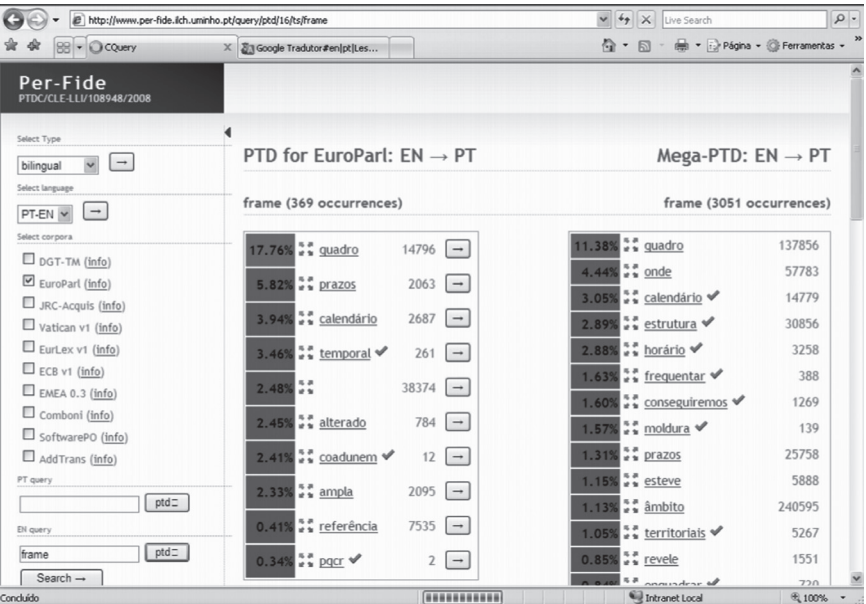 http://www.per-fide.ilch.uminho.pt/query/ptd/16/ts/frame
Live Search
CQuery
Google Tradutor#en|pt|Les...
Página
Ferramentas
Per-Fide
PTDC/CLE-LLI/108948/2008
Select Type
bilingual →
Select language
PT-EN →
Select corpora
DGT-TM (info)
EuroParl (info)
JRC-Acquis (info)
Vatican v1 (info)
EurLex v1 (info)
ECB v1 (info)
EMEA 0.3 (info)
Comboni (info)
SoftwarePO (info)
AddTrans (info)
PT query
ptd
EN query
frame ptd
Search →
PTD for EuroParl: EN → PT
frame (369 occurrences)
17.76% quadro 14796 →
5.82% prazos 2063 →
3.94% calendário 2687 →
3.46% temporal ✔ 261 →
2.48% 38374 →
2.45% alterado 784 →
2.41% coadunem ✔ 12 →
2.33% ampla 2095 →
0.41% referência 7535 →
0.34% pqcr ✔ 2 →
Mega-PTD: EN → PT
frame (3051 occurrences)
11.38% quadro 137856
4.44% onde 57783
3.05% calendário ✔ 14779
2.89% estrutura ✔ 30856
2.88% horário ✔ 3258
1.63% frequentar ✔ 388
1.60% conseguiremos ✔ 1269
1.57% moldura ✔ 139
1.31% prazos 25758
1.15% esteve 5888
1.13% âmbito 240595
1.05% territoriais ✔ 5267
0.85% revele 1551
Concluído
Intranet Local
100%